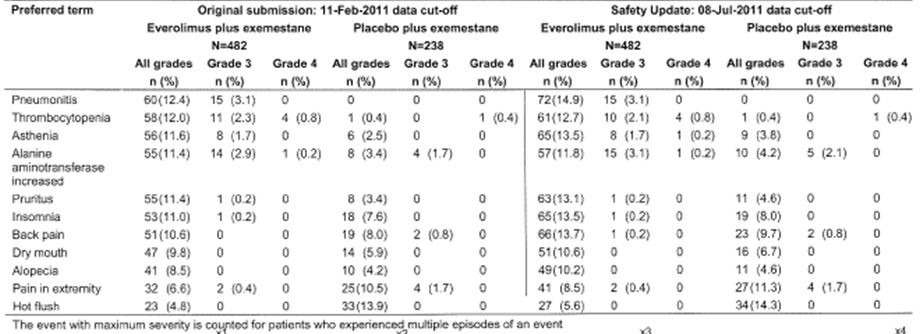 Preferred term Original submission: 11-Feb-2011 data cut-off Safety Update: 08-Jul-2011 data cut-off
Everolimus plus exemestane Placebo plus exemestane Everolimus plus exemestane Placebo plus exemestane
N=482 N=238 N=482 N=238
All grades Grade 3 Grade 4 All grades Grade 3 Grade 4 All grades Grade 3 Grade 4 All grades Grade 3 Grade 4
n (%) n (%) n (%) n (%) n (%) n (%) n (%) n (%) n (%) n (%) n (%) n (%)
Pneumonitis 60(12.4) 15 (3.1) 0 0 0 0 72(14.9) 15 (3.1) 0 0 0 0
Thrombocytopenia 58(12.0) 11 (2.3) 4 (0.8) 1 (0.4) 0 1 (0.4) 61(12.7) 10 (2.1) 4 (0.8) 1 (0.4) 0 1 (0.4)
Asthenia 56(11.6) 8 (1.7) 0 6 (2.5) 0 0 65(13.5) 8 (1.7) 1 (0.2) 9 (3.8) 0 0
Alanine 55(11.4) 14 (2.9) 1 (0.2) 8 (3.4) 4 (1.7) 0 57(11.8) 15 (3.1) 1 (0.2) 10 (4.2) 5 (2.1) 0
aminotransferase
increased
Pruritus 55(11.4) 1 (0.2) 0 8 (3.4) 0 0 63(13.1) 1 (0.2) 0 11 (4.6) 0 0
Insomnia 53(11.0) 1 (0.2) 0 18 (7.6) 0 0 65(13.5) 1 (0.2) 0 19 (8.0) 0 0
Back pain 51(10.6) 0 0 19 (8.0) 2 (0.8) 0 66(13.7) 1 (0.2) 0 23 (9.7) 2 (0.8) 0
Dry mouth 47 (9.8) 0 0 14 (5.9) 0 0 51(10.6) 0 0 16 (6.7) 0 0
Alopecia 41 (8.5) 0 0 10 (4.2) 0 0 49(10.2) 0 0 11 (4.6) 0 0
Pain in extremity 32 (6.6) 2 (0.4) 0 25(10.5) 4 (1.7) 0 41 (8.5) 2 (0.4) 0 27(11.3) 4 (1.7) 0
Hot flush 23 (4.8) 0 0 33(13.9) 0 0 27 (5.6) 0 0 34(14.3) 0 0
The event with maximum severity is counted for patients who experienced multiple episodes of an event
x1 x2 x3 x4